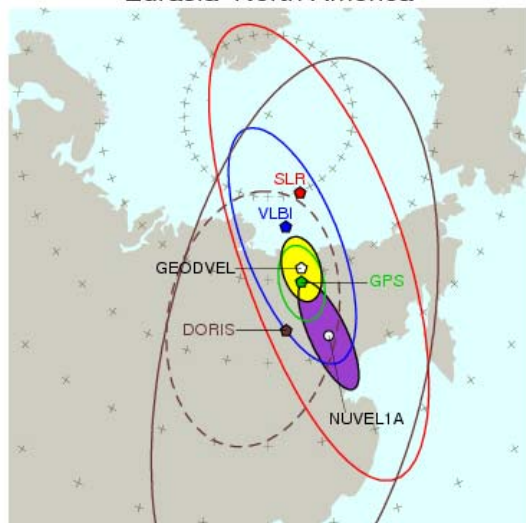 Eurasia-North America
SLR
VLBI
GEODVEL
GPS
DORIS
NUVEL1A